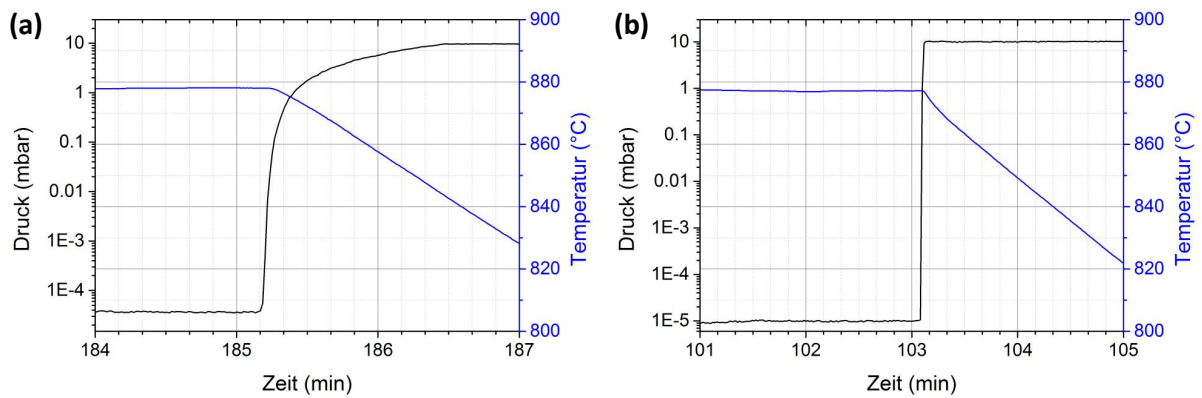 (a)
Druck (mbar)
10
1
0.1
0.01
1E-3
1E-4
900
880
860
840
820
800
Temperatur (°C)
184
185
186
187
Zeit (min)
(b)
Druck (mbar)
10
1
0.1
0.01
1E-3
1E-4
1E-5
900
880
860
840
820
800
Temperatur (°C)
101
102
103
104
105
Zeit (min)